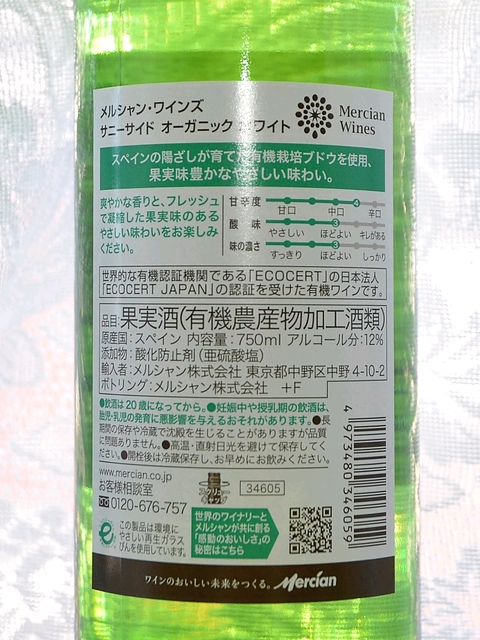 メルシャン・ワインズ
サニーサイド オーガニック ホワイト
Mercian
Wines
スペインの陽ざしが育てた有機栽培ブドウを使用、
果実味豊かなやさしい味わい。
爽やかな香りと、フレッシュ
で凝縮した果実味のある
やさしい味わいをお楽しみ
ください。
甘辛度 4
甘口 中口 辛口
酸味 3
やさしい ほどよい キレがある
味の濃さ 3
すっきり ほどよい しっかり
世界的な有機認証機関である「ECOCERT」の日本法人
「ECOCERT JAPAN」の認証を受けた有機ワインです。
品目:果実酒(有機農産物加工酒類)
原産国:スペイン 内容量:750ml アルコール分:12%
添加物:酸化防止剤(亜硫酸塩)
輸入者:メルシャン株式会社 東京都中野区中野 4-10-2
ボトリング:メルシャン株式会社 +F
●飲酒は20歳になってから。●妊娠中や授乳期の飲酒は、
胎児・乳児の発育に悪影響を与えるおそれがあります。●長
期間の保存や冷蔵で沈殿を生じることがありますが品質
に問題ありません。●高温・直射日光を避けて保存してく
ださい。●開栓後は冷蔵保存し、お早めにお飲みください。
www.mercian.co.jp
お客様相談室
0120-676-757
スクリュー
キャップ
34605
この製品は環境に
やさしい再生ガラス
びんを使用しています。
世界のワイナリーと
メルシャンが共に創る
「感動のおいしさ」の
秘密はこちら
4 973480 346059
ワインのおいしい未来をつくる。 Mercian